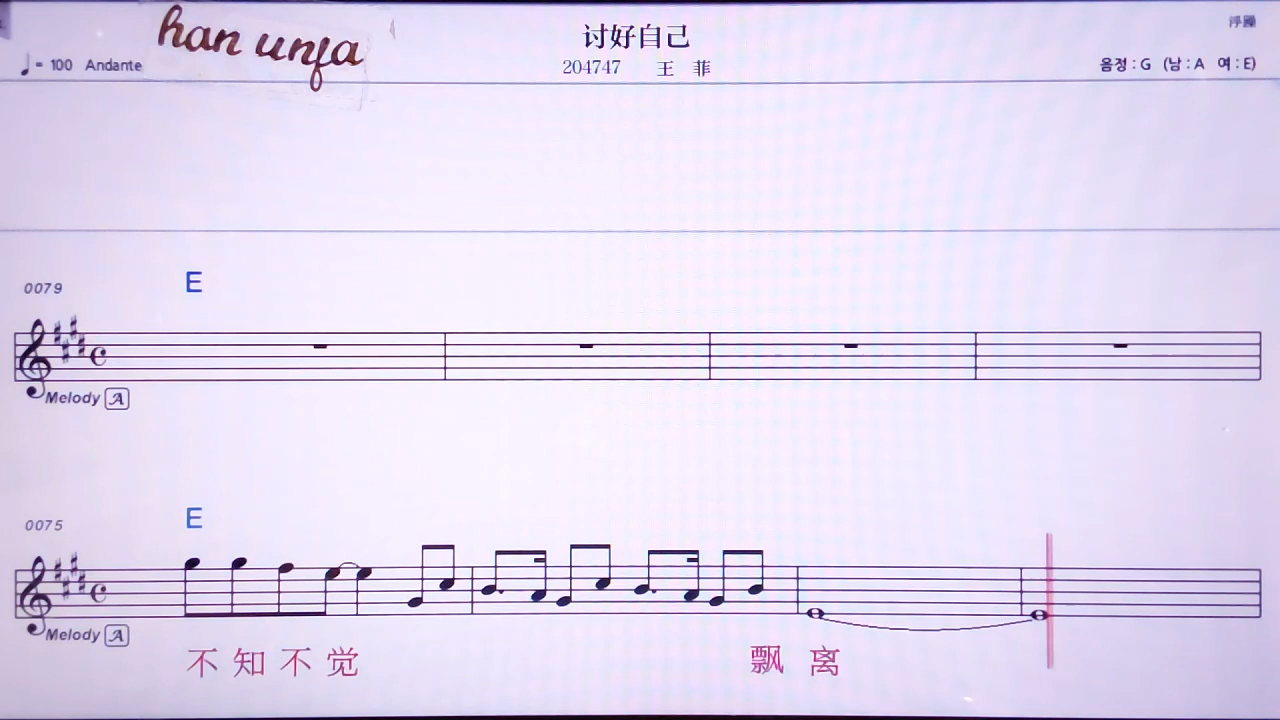 han unfa
讨好自己
♩= 100 Andante
204747 王 菲
음정 : G (남 : A 여 : E)
0079
E
Melody A
0075
E
Melody A
不 知 不 觉 飘 离